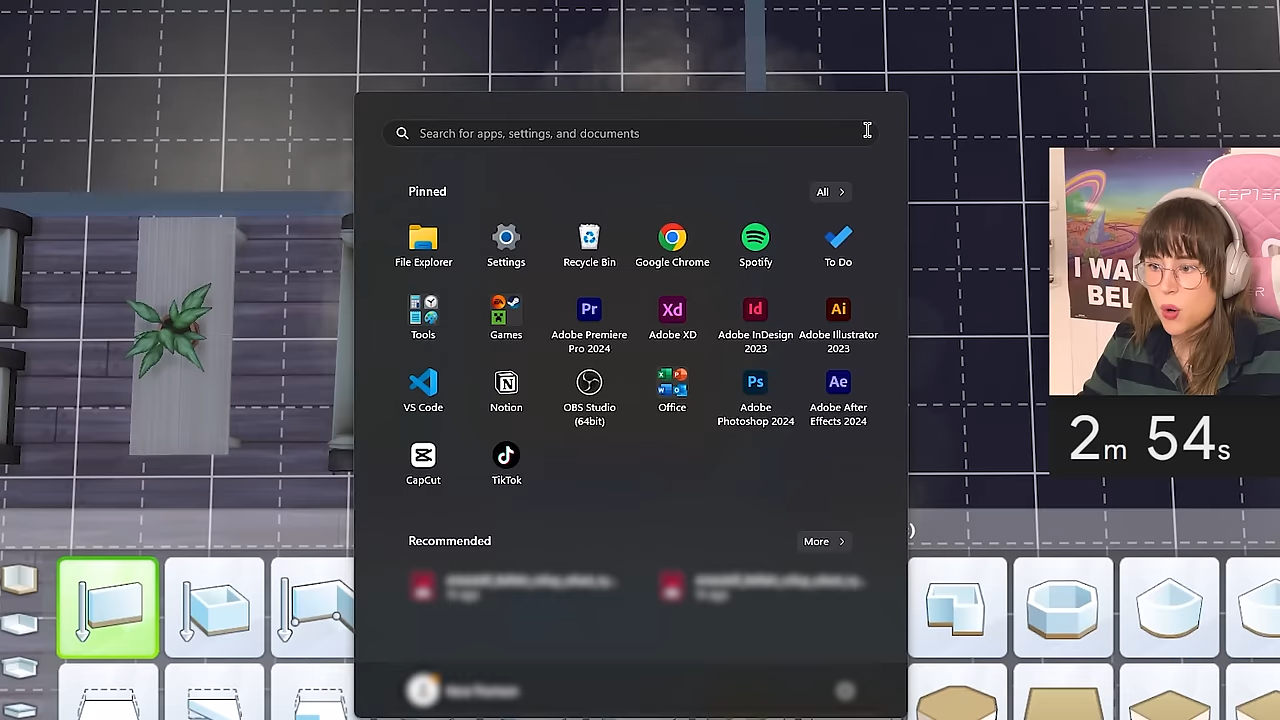 Search for apps, settings, and documents
Pinned
All
File Explorer
Settings
Recycle Bin
Google Chrome
Spotify
To Do
Tools
Games
Adobe Premiere
Pro 2024
Adobe XD
Adobe InDesign
2023
Adobe Illustrator
2023
VS Code
Notion
OBS Studio
(64bit)
Office
Adobe
Photoshop 2024
Adobe After
Effects 2024
CapCut
TikTok
Recommended
More
I WA
BEL
CEPTER
2m 54s